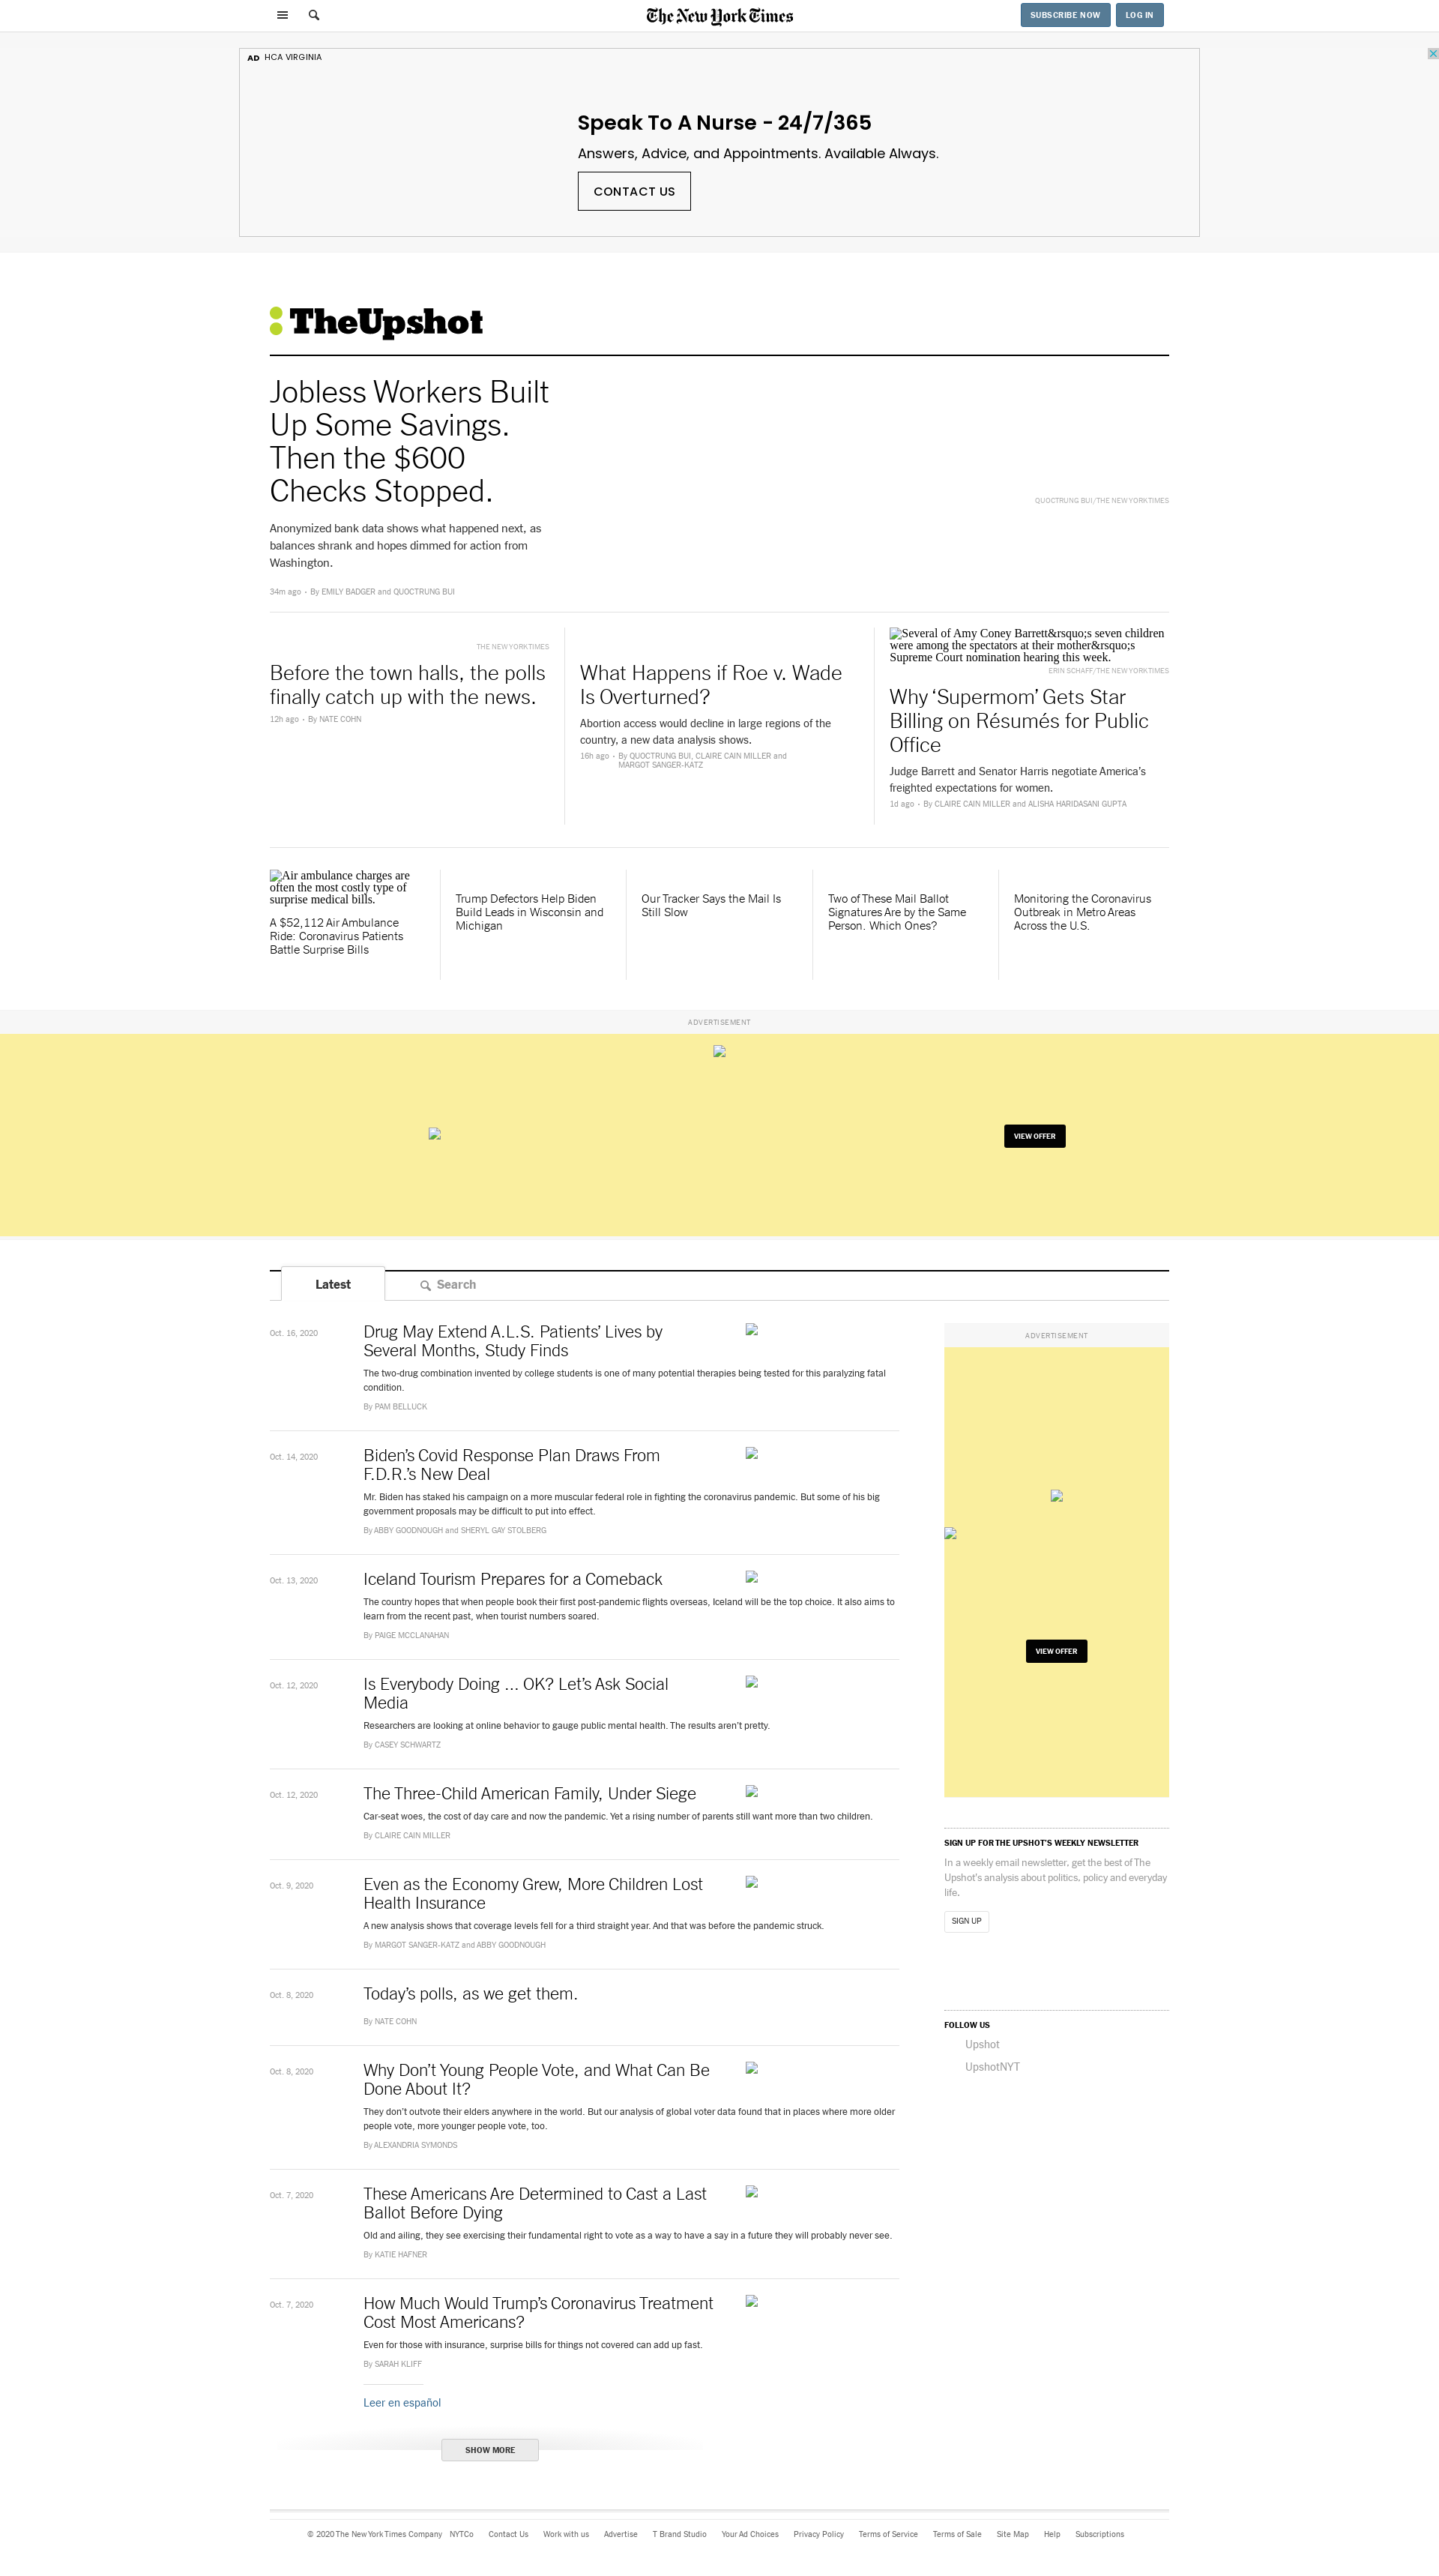 The New York Times
SUBSCRIBE NOW
LOG IN
AD HCA VIRGINIA
Speak To A Nurse - 24/7/365
Answers, Advice, and Appointments. Available Always.
CONTACT US
TheUpshot
Jobless Workers Built
Up Some Savings.
Then the $600
Checks Stopped.
Anonymized bank data shows what happened next, as
balances shrank and hopes dimmed for action from
Washington.
34m ago • By EMILY BADGER and QUOCTRUNG BUI
QUOCTRUNG BUI/THE NEW YORK TIMES
THE NEW YORK TIMES
Before the town halls, the polls
finally catch up with the news.
12h ago • By NATE COHN
What Happens if Roe v. Wade
Is Overturned?
Abortion access would decline in large regions of the
country, a new data analysis shows.
16h ago • By QUOCTRUNG BUI, CLAIRE CAIN MILLER and
MARGOT SANGER-KATZ
Several of Amy Coney Barrett&rsquo;s seven children
were among the spectators at their mother&rsquo;s
Supreme Court nomination hearing this week.
ERIN SCHAFF/THE NEW YORK TIMES
Why ‘Supermom’ Gets Star
Billing on Résumés for Public
Office
Judge Barrett and Senator Harris negotiate America’s
freighted expectations for women.
1d ago • By CLAIRE CAIN MILLER and ALISHA HARIDASANI GUPTA
Air ambulance charges are
often the most costly type of
surprise medical bills.
A $52,112 Air Ambulance
Ride: Coronavirus Patients
Battle Surprise Bills
Trump Defectors Help Biden
Build Leads in Wisconsin and
Michigan
Our Tracker Says the Mail Is
Still Slow
Two of These Mail Ballot
Signatures Are by the Same
Person. Which Ones?
Monitoring the Coronavirus
Outbreak in Metro Areas
Across the U.S.
ADVERTISEMENT
VIEW OFFER
Latest
Search
Oct. 16, 2020
Drug May Extend A.L.S. Patients’ Lives by
Several Months, Study Finds
The two-drug combination invented by college students is one of many potential therapies being tested for this paralyzing fatal
condition.
By PAM BELLUCK
Oct. 14, 2020
Biden’s Covid Response Plan Draws From
F.D.R.’s New Deal
Mr. Biden has staked his campaign on a more muscular federal role in fighting the coronavirus pandemic. But some of his big
government proposals may be difficult to put into effect.
By ABBY GOODNOUGH and SHERYL GAY STOLBERG
Oct. 13, 2020
Iceland Tourism Prepares for a Comeback
The country hopes that when people book their first post-pandemic flights overseas, Iceland will be the top choice. It also aims to
learn from the recent past, when tourist numbers soared.
By PAIGE MCCLANAHAN
Oct. 12, 2020
Is Everybody Doing ... OK? Let’s Ask Social
Media
Researchers are looking at online behavior to gauge public mental health. The results aren’t pretty.
By CASEY SCHWARTZ
Oct. 12, 2020
The Three-Child American Family, Under Siege
Car-seat woes, the cost of day care and now the pandemic. Yet a rising number of parents still want more than two children.
By CLAIRE CAIN MILLER
Oct. 9, 2020
Even as the Economy Grew, More Children Lost
Health Insurance
A new analysis shows that coverage levels fell for a third straight year. And that was before the pandemic struck.
By MARGOT SANGER-KATZ and ABBY GOODNOUGH
Oct. 8, 2020
Today’s polls, as we get them.
By NATE COHN
Oct. 8, 2020
Why Don’t Young People Vote, and What Can Be
Done About It?
They don’t outvote their elders anywhere in the world. But our analysis of global voter data found that in places where more older
people vote, more younger people vote, too.
By ALEXANDRIA SYMONDS
Oct. 7, 2020
These Americans Are Determined to Cast a Last
Ballot Before Dying
Old and ailing, they see exercising their fundamental right to vote as a way to have a say in a future they will probably never see.
By KATIE HAFNER
Oct. 7, 2020
How Much Would Trump’s Coronavirus Treatment
Cost Most Americans?
Even for those with insurance, surprise bills for things not covered can add up fast.
By SARAH KLIFF
Leer en español
SHOW MORE
ADVERTISEMENT
VIEW OFFER
SIGN UP FOR THE UPSHOT’S WEEKLY NEWSLETTER
In a weekly email newsletter, get the best of The
Upshot’s analysis about politics, policy and everyday
life.
SIGN UP
FOLLOW US
Upshot
UpshotNYT
© 2020 The New York Times Company NYTCo Contact Us Work with us Advertise T Brand Studio Your Ad Choices Privacy Policy Terms of Service Terms of Sale Site Map Help Subscriptions